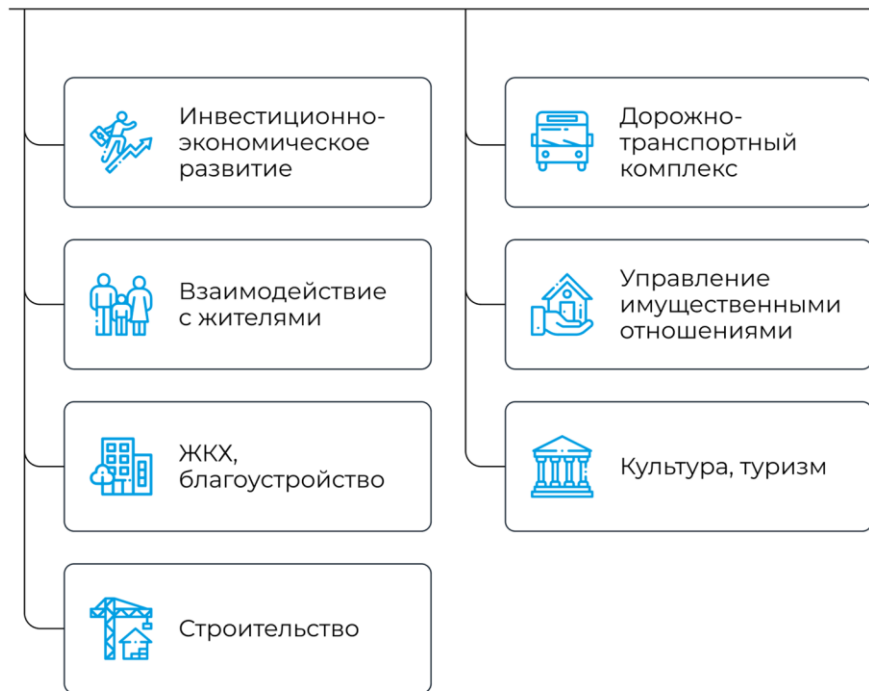 Инвестиционно-
экономическое
развитие
Взаимодействие
с жителями
ЖКХ,
благоустройство
Строительство
Дорожно-
транспортный
комплекс
Управление
имущественными
отношениями
Культура, туризм